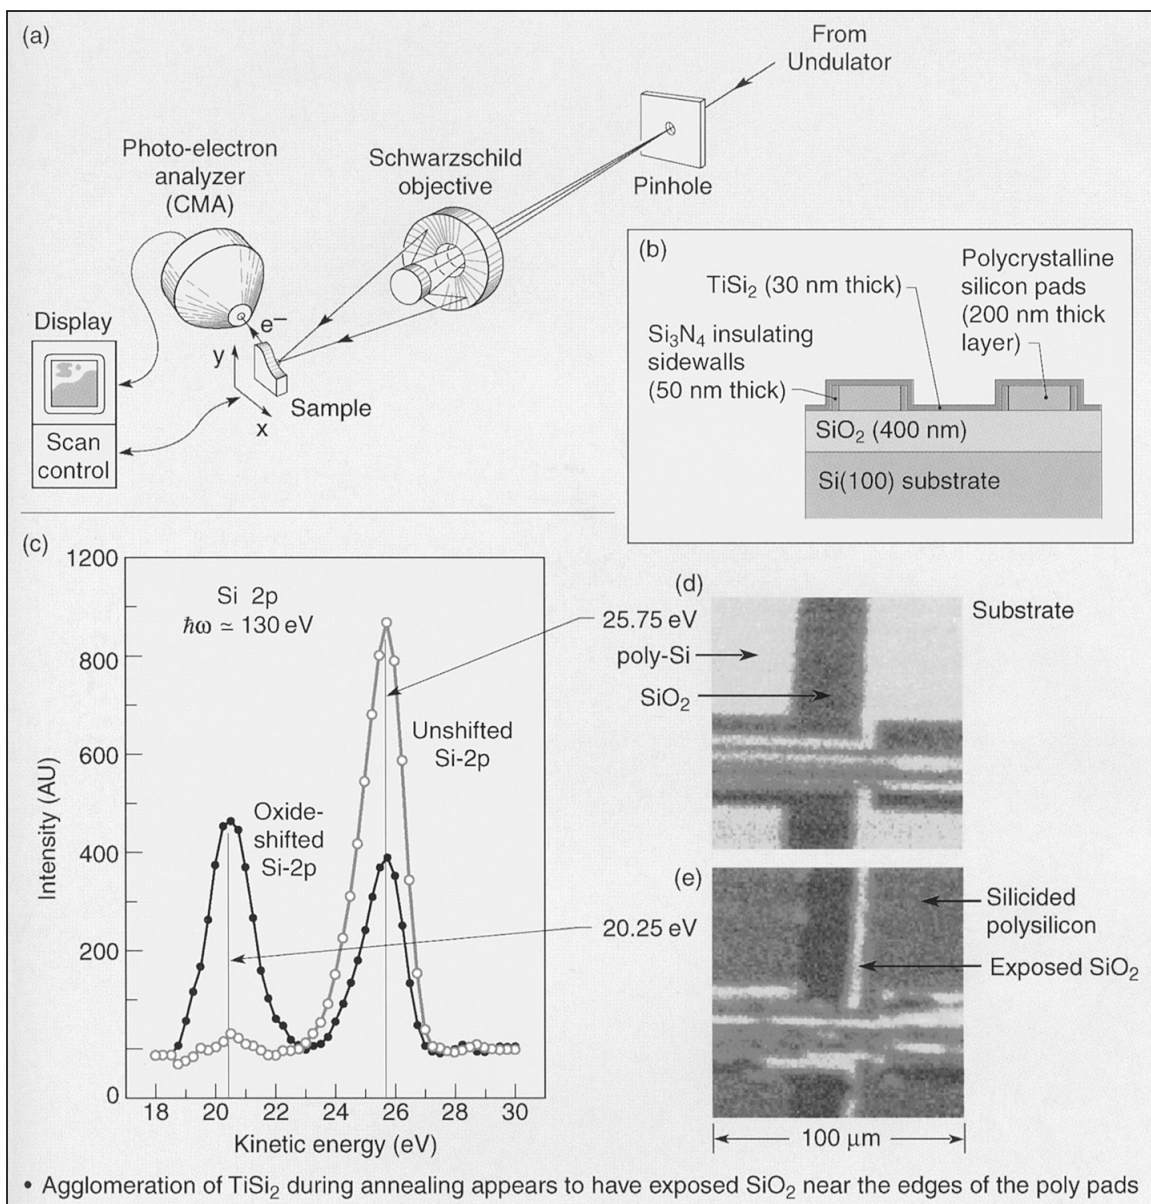 (a)
From
Undulator
Pinhole
Schwarzschild
objective
Photo-electron
analyzer
(CMA)
e–
Display
Scan
control
y
x
Sample
(b)
TiSi2 (30 nm thick)
Polycrystalline
silicon pads
(200 nm thick
layer)
Si3N4 insulating
sidewalls
(50 nm thick)
SiO2 (400 nm)
Si(100) substrate
(c)
1200
800
600
400
200
0
Intensity (AU)
Si 2p
ħω ≃ 130 eV
Unshifted
Si-2p
Oxide-
shifted
Si-2p
25.75 eV
20.25 eV
18 20 22 24 26 28 30
Kinetic energy (eV)
(d)
Substrate
poly-Si
SiO2
(e)
Silicided
polysilicon
Exposed SiO2
100 μm
• Agglomeration of TiSi2 during annealing appears to have exposed SiO2 near the edges of the poly pads